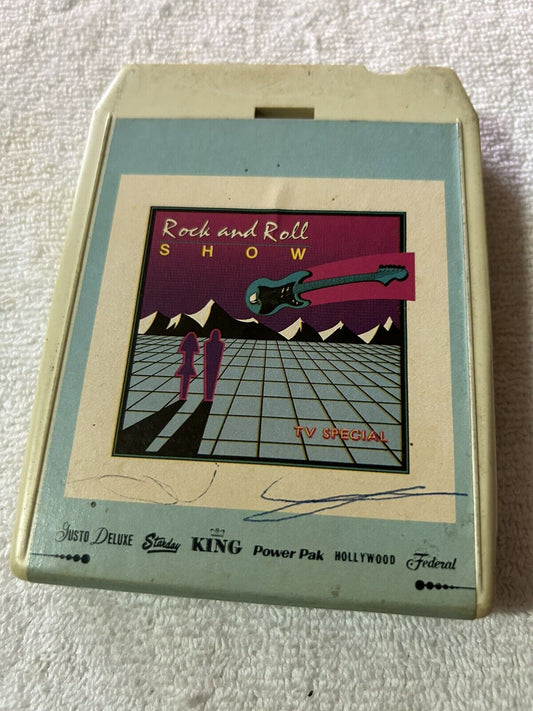 Rock and Roll
SHOW
TV SPECIAL
GUSTO DELUXE Starday KING Power Pak HOLLYWOOD Federal